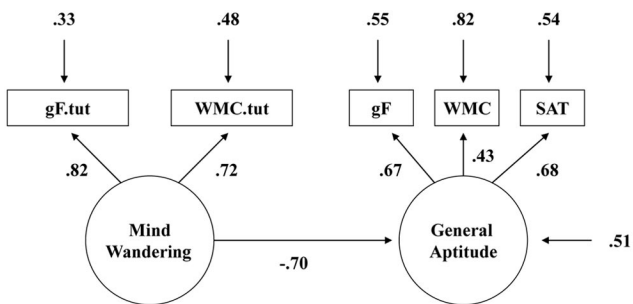 .33 .48 .55 .82 .54
gF.tut WMC.tut gF WMC SAT
.82 .72 .67 .43 .68
Mind
Wandering
General
Aptitude
-.70
.51